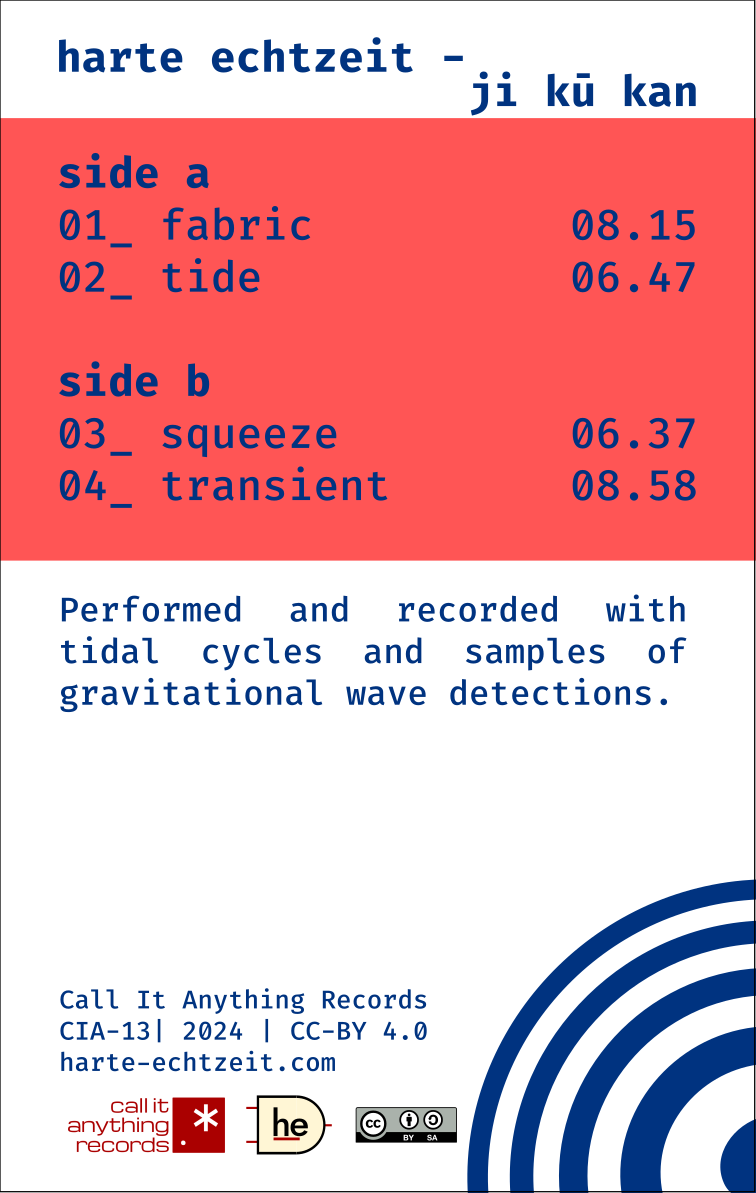 harte echtzeit –
ji kū kan
side a
01_ fabric 08.15
02_ tide 06.47
side b
03_ squeeze 06.37
04_ transient 08.58
Performed and recorded with
tidal cycles and samples of
gravitational wave detections.
Call It Anything Records
CIA-13| 2024 | CC-BY 4.0
harte-echtzeit.com
call it
anything
records
.*
he
cc
BY SA